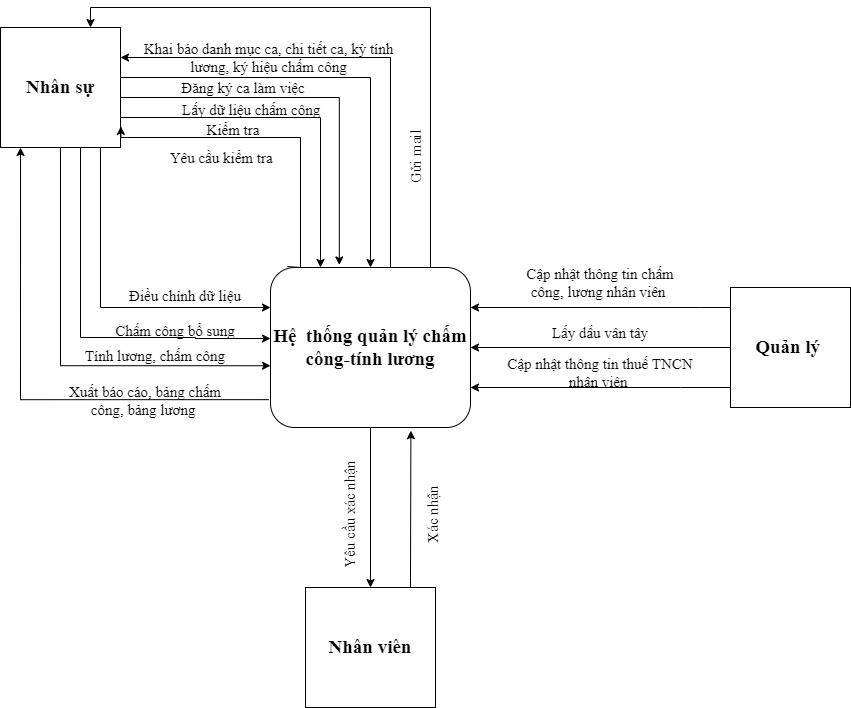 Khai báo danh mục ca, chi tiết ca, kỳ tính
lương, ký hiệu chấm công
Nhân sự
Đăng ký ca làm việc
Lấy dữ liệu chấm công
Kiểm tra
Yêu cầu kiểm tra
Gửi mail
Điều chỉnh dữ liệu
Chấm công bổ sung
Tính lương, chấm công
Xuất báo cáo, bảng chấm
công, bảng lương
Hệ thống quản lý chấm
công-tính lương
Cập nhật thông tin chấm
công, lương nhân viên
Lấy dấu vân tây
Cập nhật thông tin thuế TNCN
nhân viên
Quản lý
Yêu cầu xác nhận
Xác nhận
Nhân viên